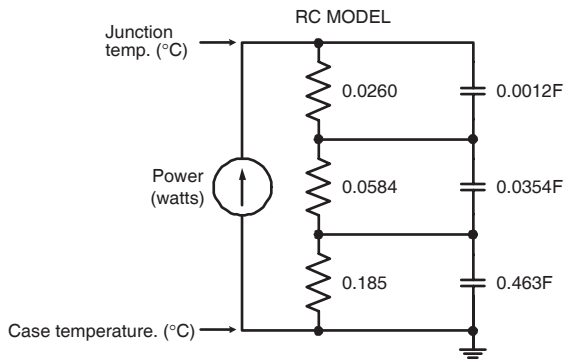 RC MODEL
Junction
temp. (°C)
0.0260
0.0012F
Power
(watts)
0.0584
0.0354F
0.185
0.463F
Case temperature. (°C)